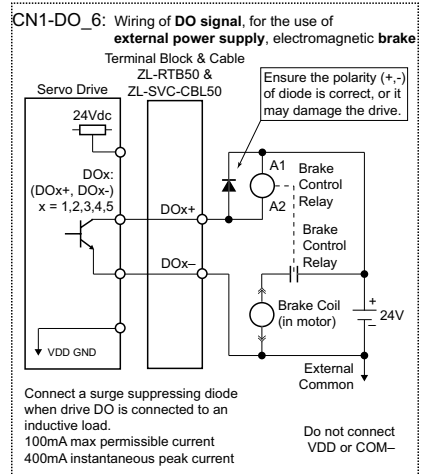 CN1-DO_6: Wiring of DO signal, for the use of
external power supply, electromagnetic brake
Terminal Block & Cable
ZL-RTB50 &
ZL-SVC-CBL50
Servo Drive
Ensure the polarity (+,-)
of diode is correct, or it
may damage the drive.
24Vdc
DOx:
(DOx+, DOx-)
x = 1,2,3,4,5
DOx+
DOx–
A1
A2
Brake
Control
Relay
Brake
Control
Relay
Brake Coil
(in motor)
+
24V
–
VDD GND
External
Common
Connect a surge suppressing diode
when drive DO is connected to an
inductive load.
100mA max permissible current
400mA instantaneous peak current
Do not connect
VDD or COM–